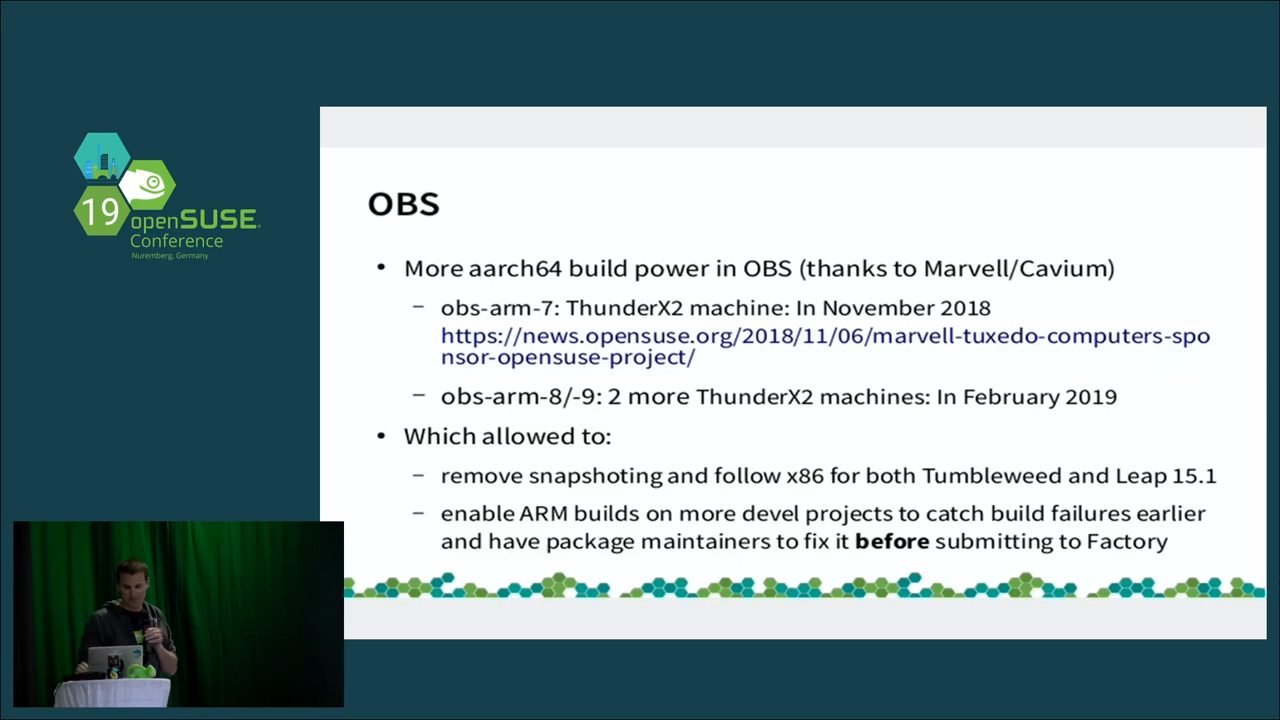 19
openSUSE
Conference
Nuremberg, Germany
OBS
• More aarch64 build power in OBS (thanks to Marvell/Cavium)
– obs-arm-7: ThunderX2 machine: In November 2018
https://news.opensuse.org/2018/11/06/marvell-tuxedo-computers-spo
nsor-opensuse-project/
– obs-arm-8/-9: 2 more ThunderX2 machines: In February 2019
• Which allowed to:
– remove snapshoting and follow x86 for both Tumbleweed and Leap 15.1
– enable ARM builds on more devel projects to catch build failures earlier
and have package maintainers to fix it before submitting to Factory